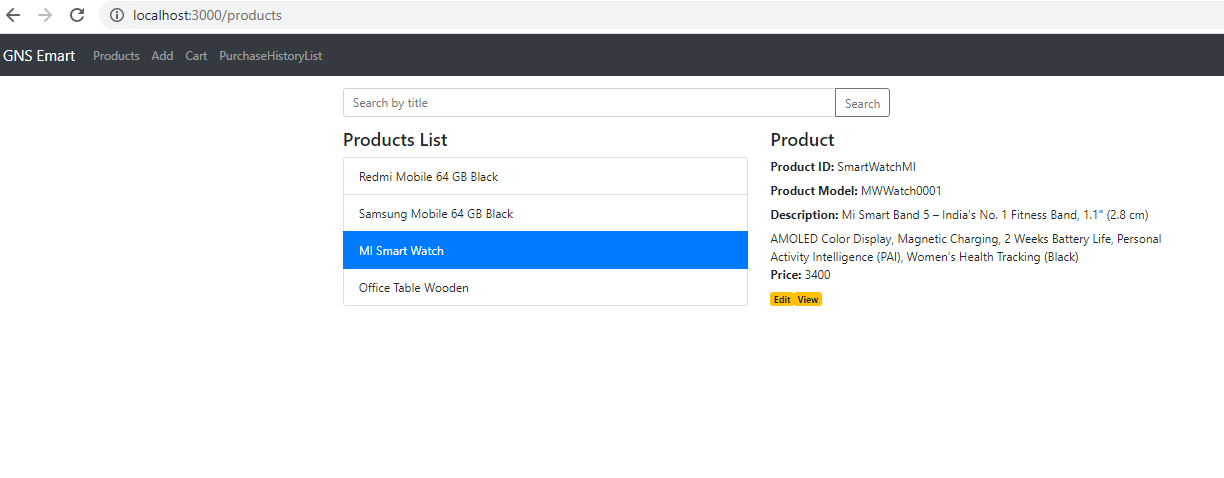 localhost:3000/products
GNS Emart Products Add Cart PurchaseHistoryList
Search by title Search
Products List
Redmi Mobile 64 GB Black
Samsung Mobile 64 GB Black
MI Smart Watch
Office Table Wooden
Product
Product ID: SmartWatchMI
Product Model: MWWatch0001
Description: Mi Smart Band 5 – India's No. 1 Fitness Band, 1.1" (2.8 cm)
AMOLED Color Display, Magnetic Charging, 2 Weeks Battery Life, Personal
Activity Intelligence (PAI), Women's Health Tracking (Black)
Price: 3400
Edit View